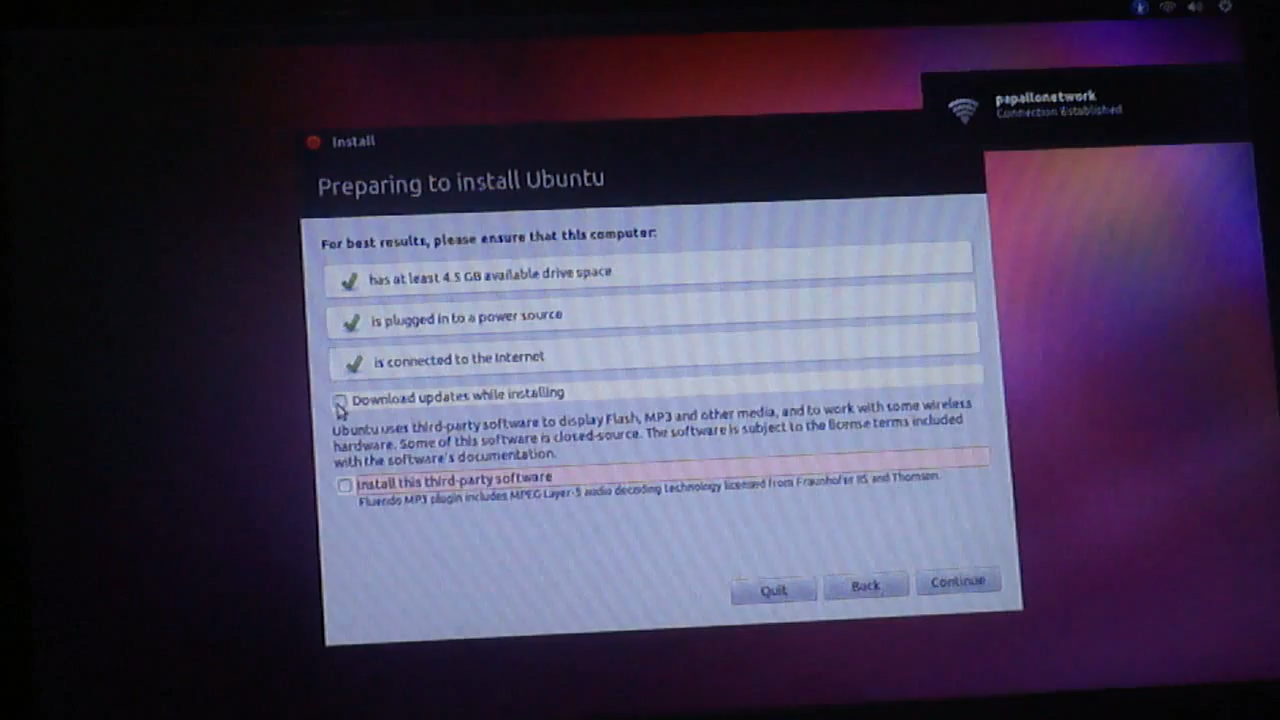 papallonetwork
Connection Established
Install
Preparing to install Ubuntu
For best results, please ensure that this computer:
has at least 4.5 GB available drive space
is plugged in to a power source
is connected to the Internet
Download updates while installing
Ubuntu uses third-party software to display Flash, MP3 and other media, and to work with some wireless
hardware. Some of this software is closed-source. The software is subject to the license terms included
with the software's documentation.
Install this third-party software
Fluendo MP3 plugin includes MPEG Layer-3 audio decoding technology licensed from Fraunhofer IIS and Thomson.
Quit
Back
Continue